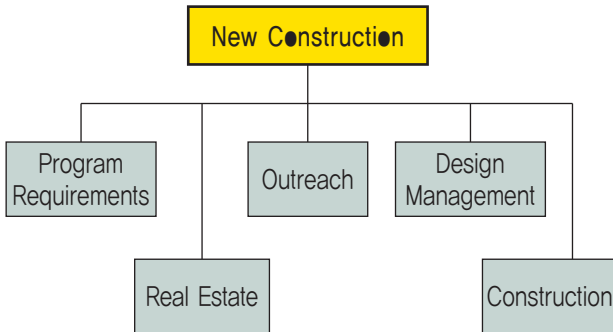 New Construction
Program
Requirements
Outreach
Design
Management
Real Estate
Construction